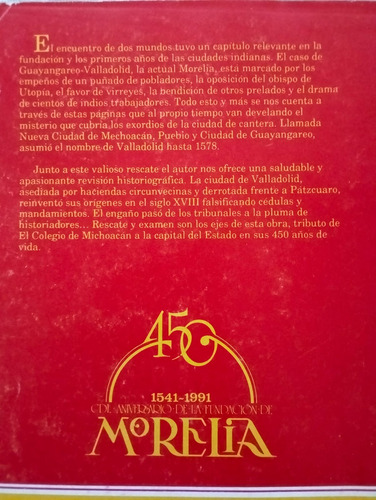 El encuentro de dos mundos tuvo un capítulo relevante en la
fundación y los primeros años de las ciudades indianas. El caso de
Guayangareo-Valladolid, la actual Morelia, esta marcado por los
empeños de un puñado de pobladores, la oposición del obispo de
Utopía, el favor de virreyes, la bendición de otros prelados y el drama
de cientos de indios trabajadores. Todo esto y más se nos cuenta a
través de estas páginas que al propio tiempo van develando el
misterio que cubría los exordios de la ciudad de cantera. Llamada
Nueva Ciudad de Mechoacán, Pueblo y Ciudad de Guayangareo,
asumió el nombre de Valladolid hasta 1578.
Junto a este valioso rescate el autor nos ofrece una saludable y
apasionante revisión historiográfica. La ciudad de Valladolid,
asediada por haciendas circunvecinas y derrotada frente a Pátzcuaro,
reinventó sus orígenes en el siglo XVIII falsificando cédulas y
mandamientos. El engaño pasó de los tribunales a la pluma de
historiadores... Rescate y examen son los ejes de esta obra, tributo de
El Colegio de Michoacán a la capital del Estado en sus 450 años de
vida.
450
1541-1991
CDL ANIVERSARIO DE LA FUNDACIÓN DE
MORELIA